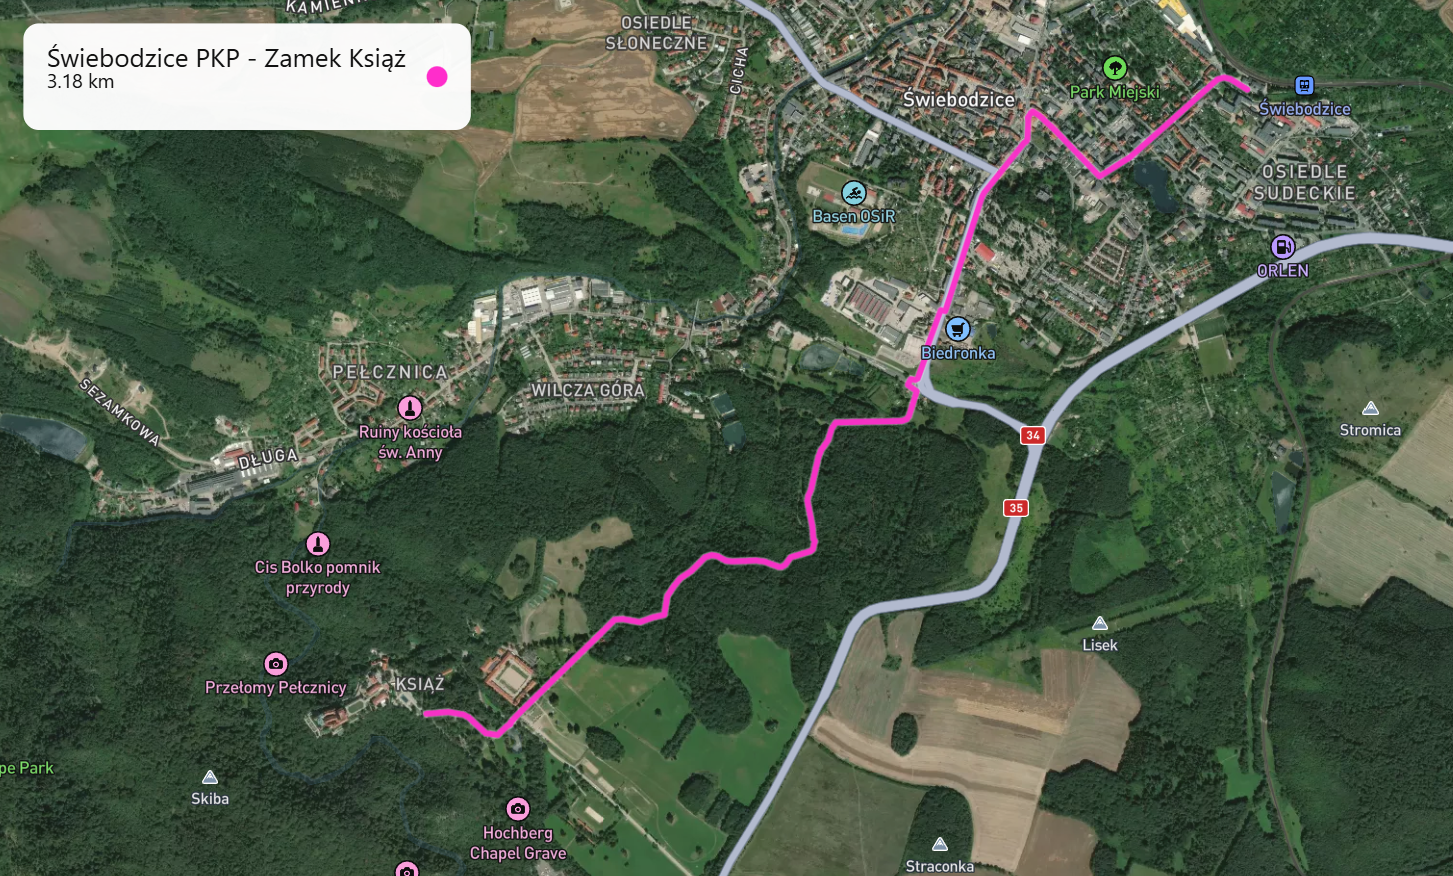 KAMIEN
Świebodzice PKP - Zamek Książ
3.18 km
OSIEDLE
SŁONECZNE
CICHA
Świebodzice
Park Miejski
Świebodzice
OSIEDLE
SUDECKIE
Basen OSiR
ORLEN
Biedronka
PEŁCZNICA
WILCZA GÓRA
SEZAMKOWA
Ruiny kościoła
św. Anny
DŁUGA
34
Stromica
35
Cis Bolko pomnik
przyrody
Lisek
Przełomy Pełcznicy
KSIĄŻ
pe Park
Skiba
Hochberg
Chapel Grave
Straconka